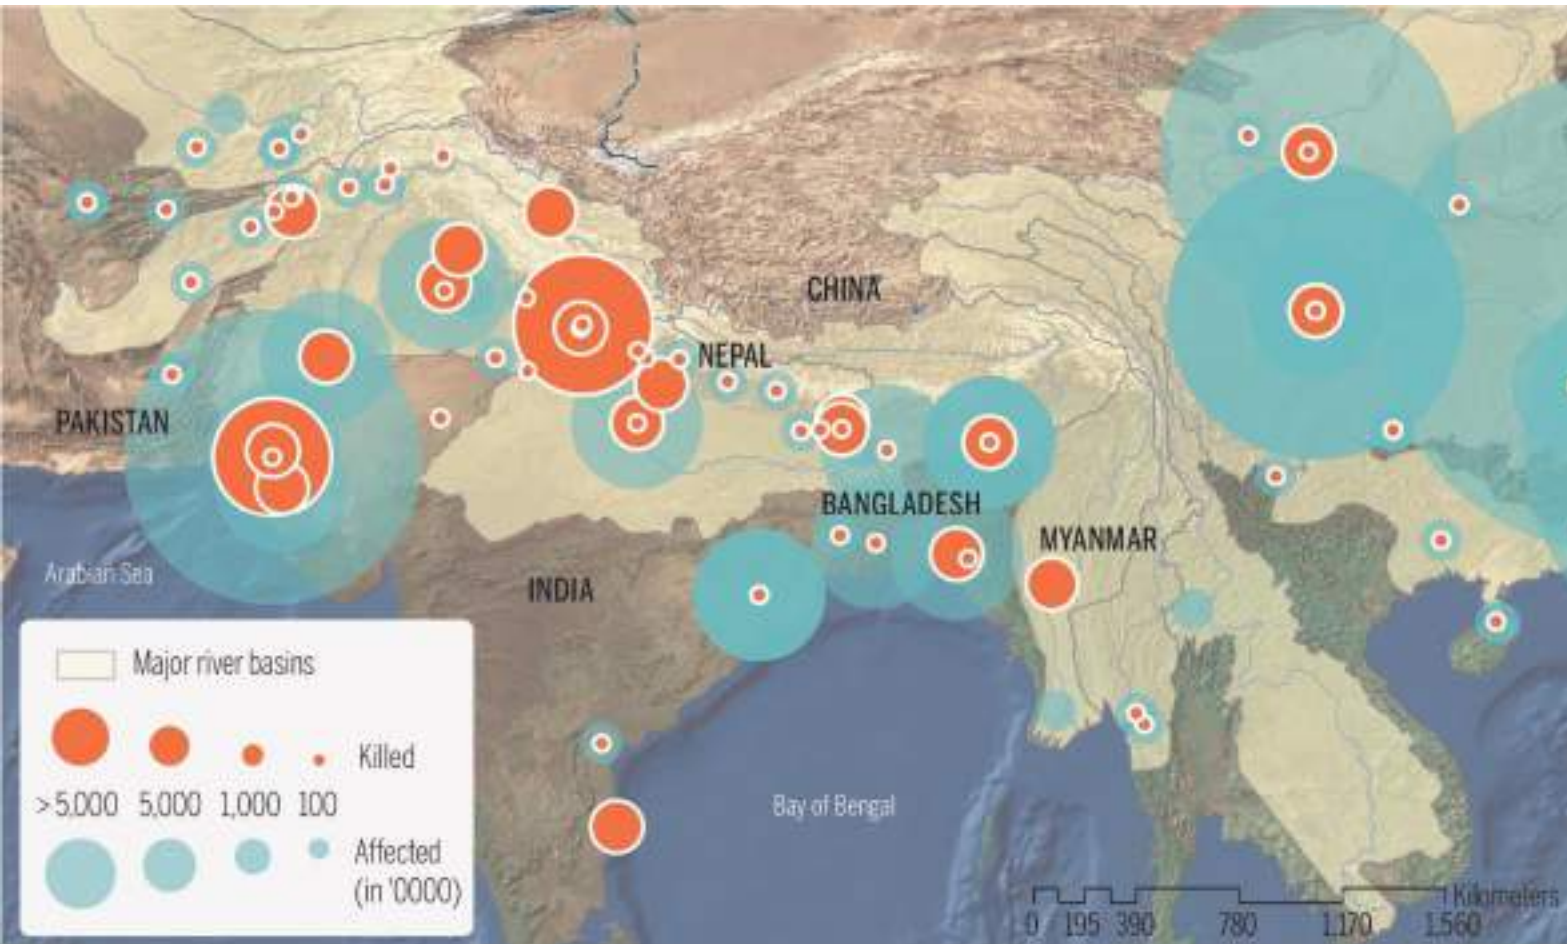 CHINA
NEPAL
PAKISTAN
BANGLADESH
MYANMAR
INDIA
Arabian Sea
Bay of Bengal
Major river basins
Killed
>5,000 5,000 1,000 100
Affected
(in '0000)
Kilometers
0 195 390 780 1,170 1,560